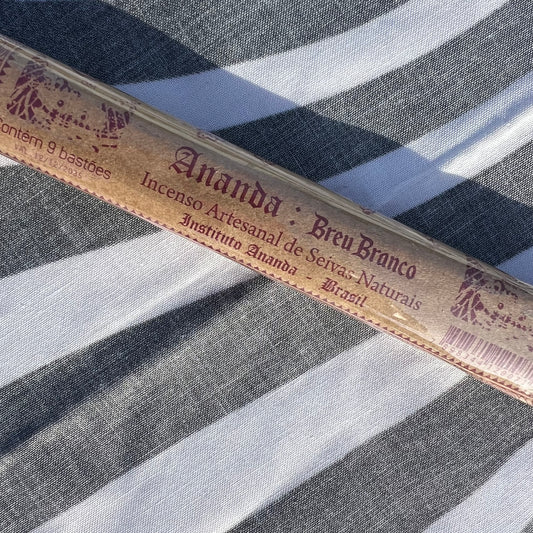 contém 9 bastões
Ananda : Breu Branco
Incenso Artesanal de Seivas Naturais
Instituto Ananda - Brasil